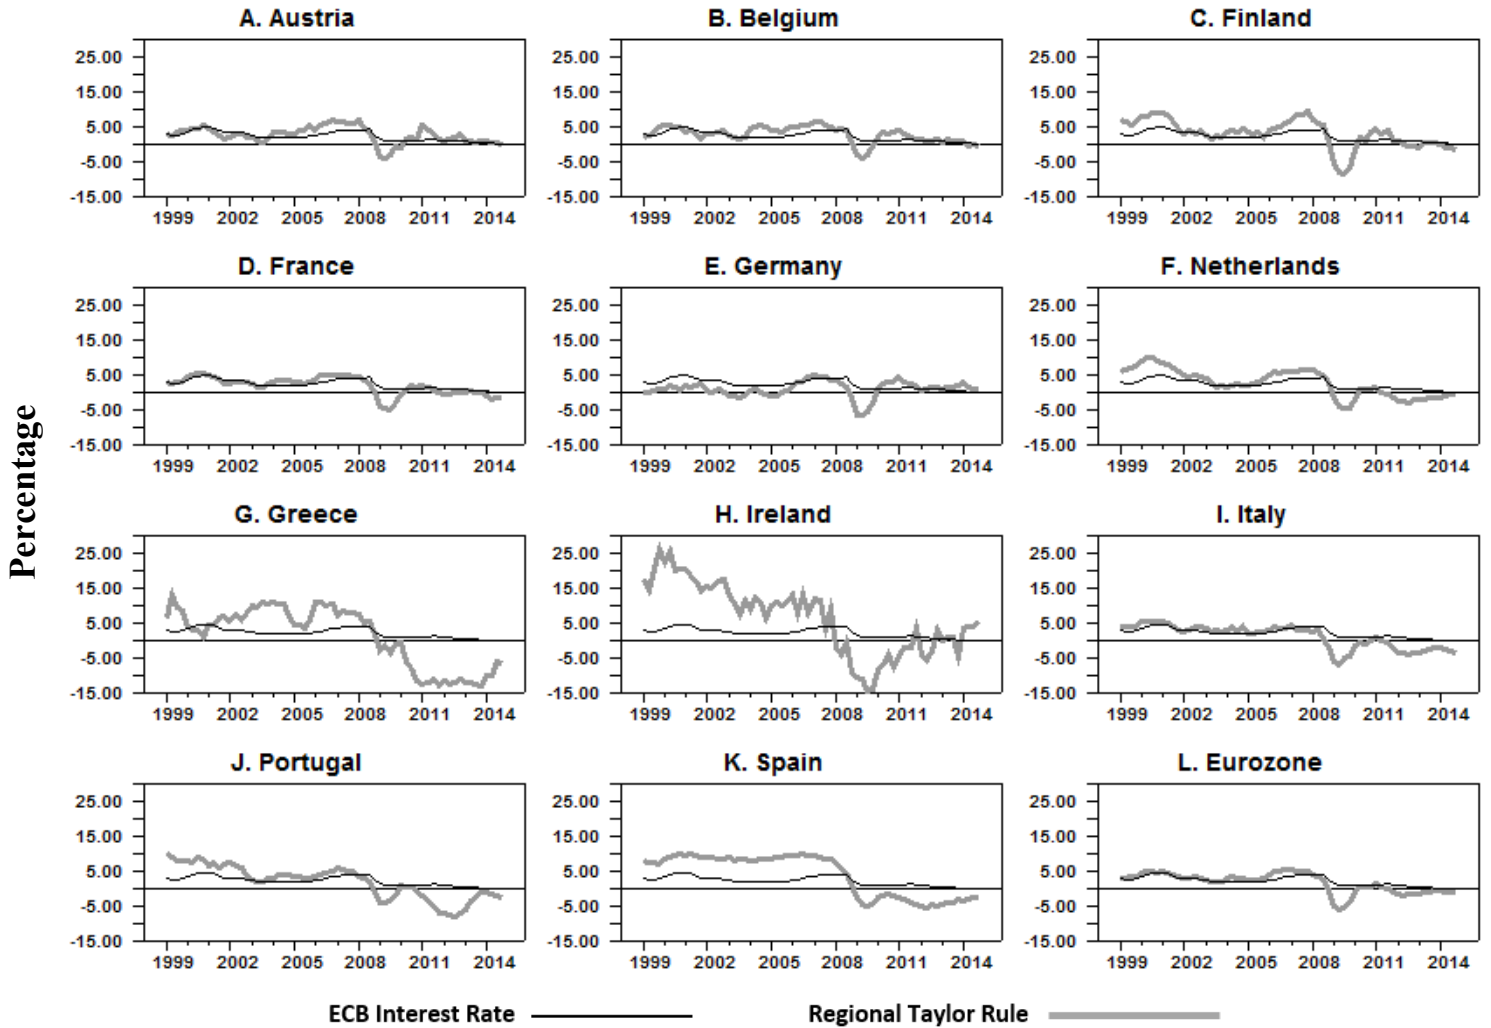 A. Austria
B. Belgium
C. Finland
25.00 25.00 25.00
15.00 15.00 15.00
5.00 5.00 5.00
-5.00 -5.00 -5.00
-15.00 -15.00 -15.00
1999 2002 2005 2008 2011 2014 1999 2002 2005 2008 2011 2014 1999 2002 2005 2008 2011 2014
D. France
E. Germany
F. Netherlands
25.00 25.00 25.00
15.00 15.00 15.00
5.00 5.00 5.00
-5.00 -5.00 -5.00
-15.00 -15.00 -15.00
1999 2002 2005 2008 2011 2014 1999 2002 2005 2008 2011 2014 1999 2002 2005 2008 2011 2014
Percentage
G. Greece
H. Ireland
I. Italy
25.00 25.00 25.00
15.00 15.00 15.00
5.00 5.00 5.00
-5.00 -5.00 -5.00
-15.00 -15.00 -15.00
1999 2002 2005 2008 2011 2014 1999 2002 2005 2008 2011 2014 1999 2002 2005 2008 2011 2014
J. Portugal
K. Spain
L. Eurozone
25.00 25.00 25.00
15.00 15.00 15.00
5.00 5.00 5.00
-5.00 -5.00 -5.00
-15.00 -15.00 -15.00
1999 2002 2005 2008 2011 2014 1999 2002 2005 2008 2011 2014 1999 2002 2005 2008 2011 2014
ECB Interest Rate
Regional Taylor Rule